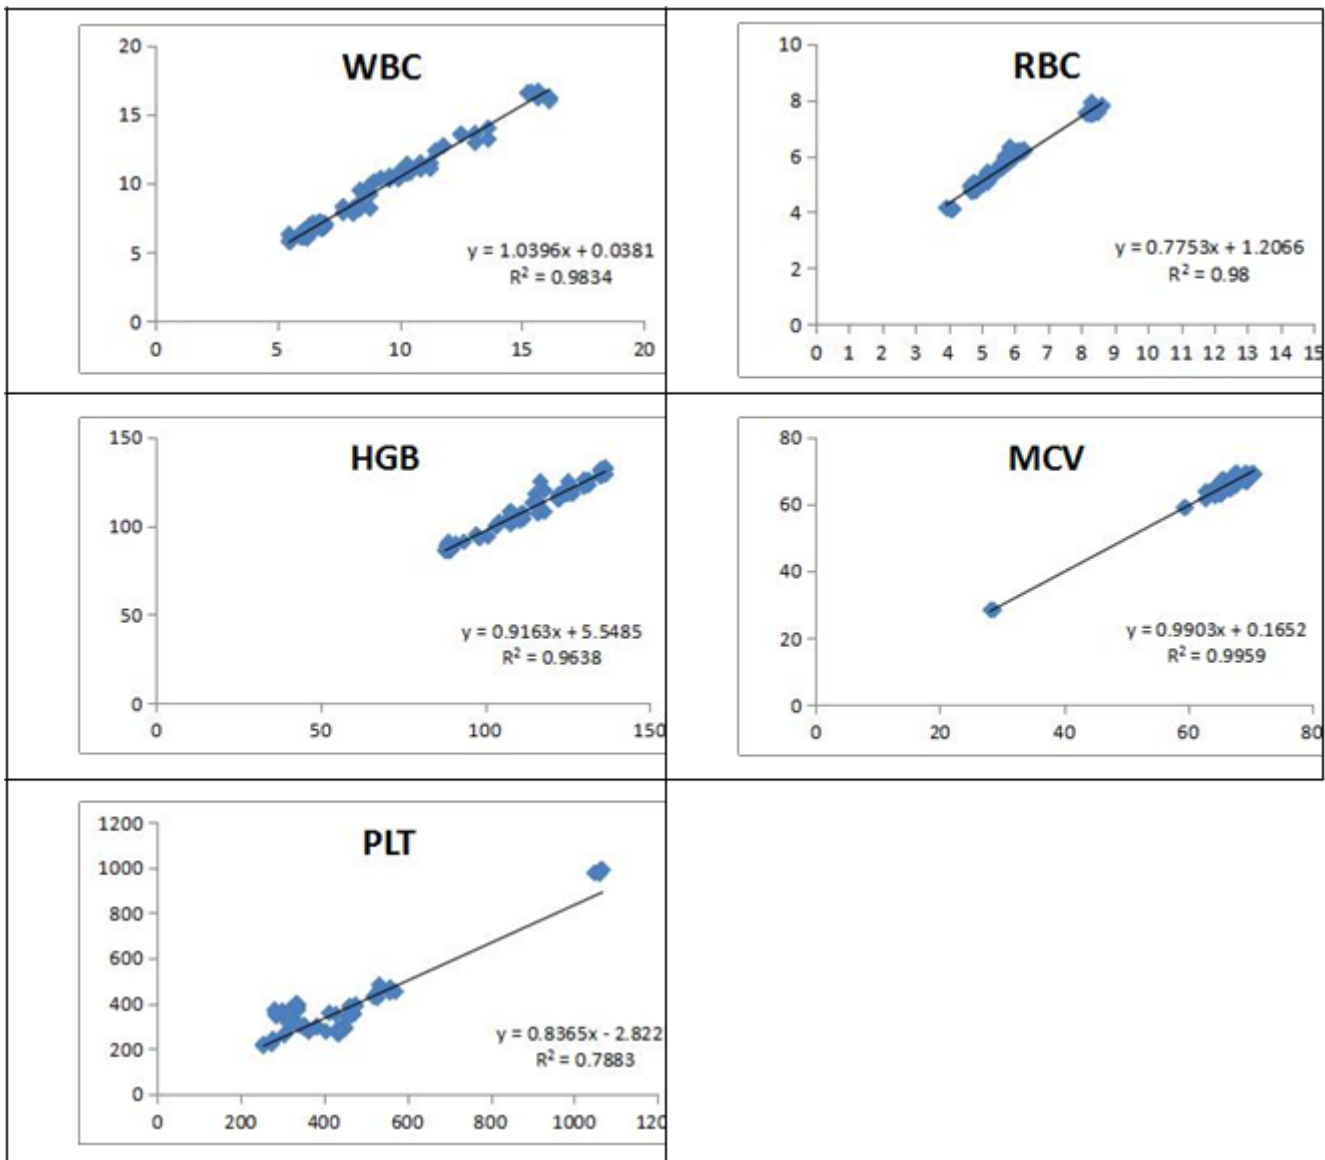 WBC
20
15
10
5
0
0 5 10 15 20
y = 1.0396x + 0.0381
R² = 0.9834
RBC
10
8
6
4
2
0
0 1 2 3 4 5 6 7 8 9 10 11 12 13 14 15
y = 0.7753x + 1.2066
R² = 0.98
HGB
150
100
50
0
0 50 100 150
y = 0.9163x + 5.5485
R² = 0.9638
MCV
80
60
40
20
0
0 20 40 60 80
y = 0.9903x + 0.1652
R² = 0.9959
PLT
1200
1000
800
600
400
200
0
0 200 400 600 800 1000 120
y = 0.8365x - 2.822
R² = 0.7883